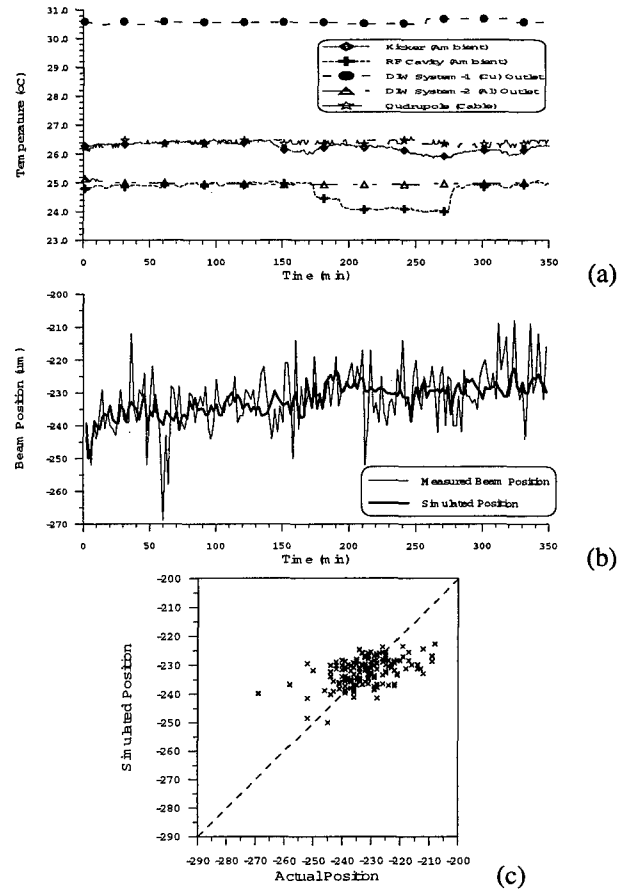 31.0
30.0
29.0
28.0
27.0
26.0
25.0
24.0
23.0
Temperature (oC)
Kicker (Ambient)
RF Cavity (Ambient)
DIW System-1 (Cu) Outlet
DIW System-2 (Al) Outlet
Qudrupole (Cable)
0 50 100 150 200 250 300 350
Time (min)
(a)
-200
-210
-220
-230
-240
-250
-260
-270
Beam Position (um)
Measured Beam Position
Simulated Position
0 50 100 150 200 250 300 350
Time (min)
(b)
-200
-210
-220
-230
-240
-250
-260
-270
-280
-290
Simulated Position
-290 -280 -270 -260 -250 -240 -230 -220 -210 -200
Actual Position
(c)